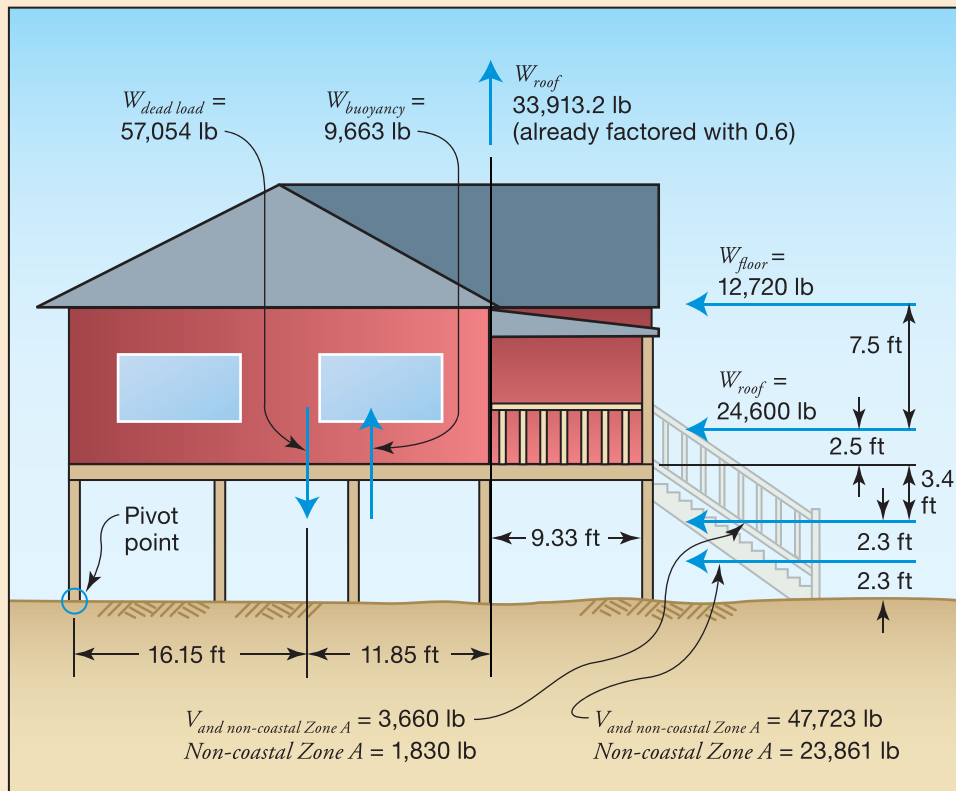 W_dead load =
57,054 lb
W_buoyancy =
9,663 lb
W_roof
33,913.2 lb
(already factored with 0.6)
W_floor =
12,720 lb
7.5 ft
W_roof =
24,600 lb
2.5 ft
3.4
ft
Pivot
point
9.33 ft
2.3 ft
2.3 ft
16.15 ft
11.85 ft
V_and non-coastal Zone A = 3,660 lb
Non-coastal Zone A = 1,830 lb
V_and non-coastal Zone A = 47,723 lb
Non-coastal Zone A = 23,861 lb